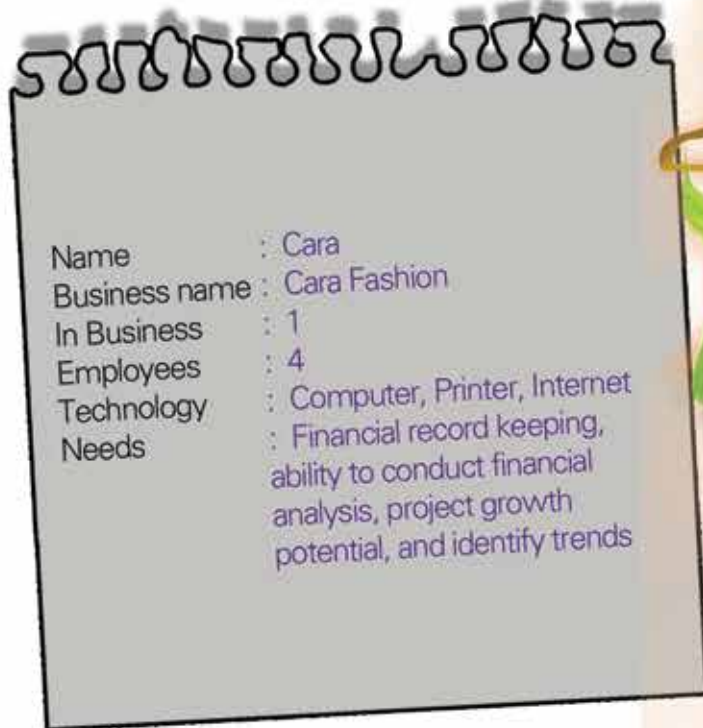 Name : Cara
Business name : Cara Fashion
In Business : 1
Employees : 4
Technology : Computer, Printer, Internet
Needs : Financial record keeping,
ability to conduct financial
analysis, project growth
potential, and identify trends